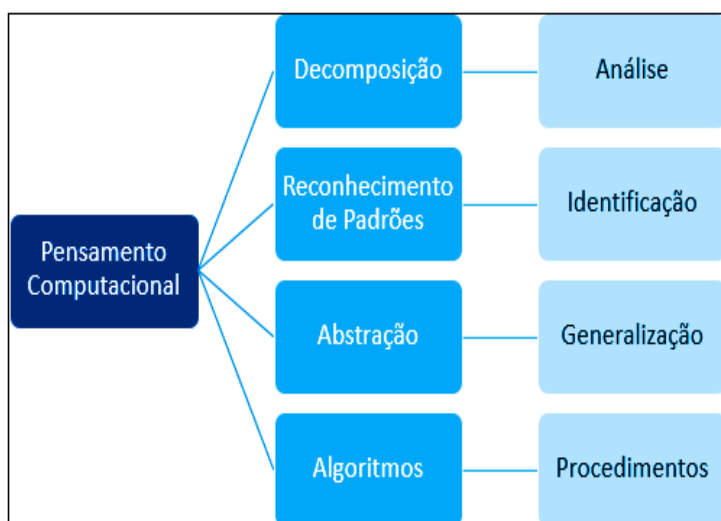 Pensamento
Computacional
Decomposição
Análise
Reconhecimento
de Padrões
Identificação
Abstração
Generalização
Algoritmos
Procedimentos